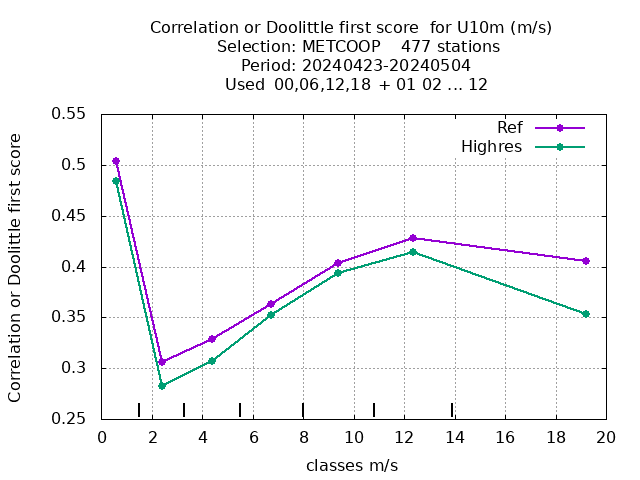 Correlation or Doolittle first score  for U10m (m/s)
Selection: METCOOP    477 stations
Period: 20240423-20240504
Used  00,06,12,18 + 01 02 ... 12
Ref
Highres
Correlation or Doolittle first score
0.55
0.5
0.45
0.4
0.35
0.3
0.25
0 2 4 6 8 10 12 14 16 18 20
classes m/s